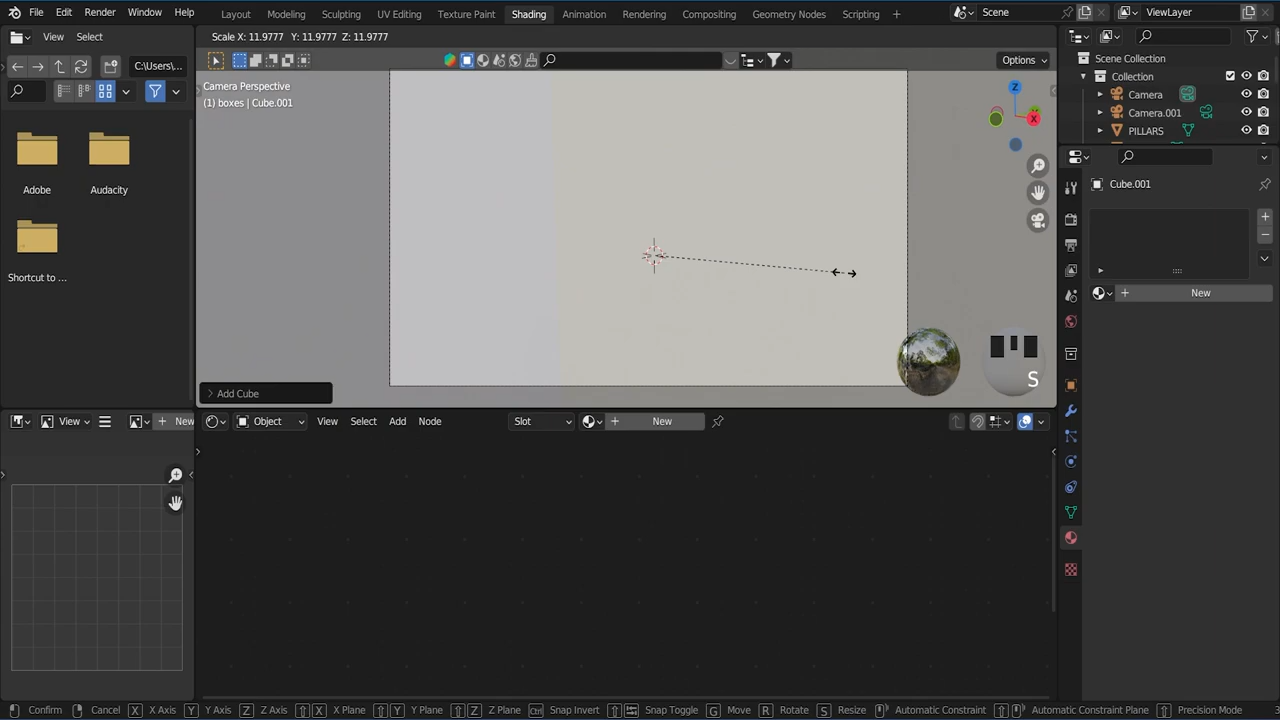 File Edit Render Window Help Layout Modeling Sculpting UV Editing Texture Paint Shading Animation Rendering Compositing Geometry Nodes Scripting + Scene ViewLayer
View Select Scale X: 11.9777 Y: 11.9777 Z: 11.9777
C:\Users\... Options
Scene Collection
Collection
Camera
Camera.001
PILLARS
Camera Perspective
(1) boxes | Cube.001
Z
X
Adobe Audacity
Shortcut to ...
Cube.001
New
S
Add Cube
View New Object View Select Add Node Slot New
Confirm Cancel X X Axis Y Y Axis Z Z Axis X X Plane Y Y Plane Z Z Plane Ctrl Snap Invert Snap Toggle G Move R Rotate S Resize Automatic Constraint Automatic Constraint Plane Precision Mode